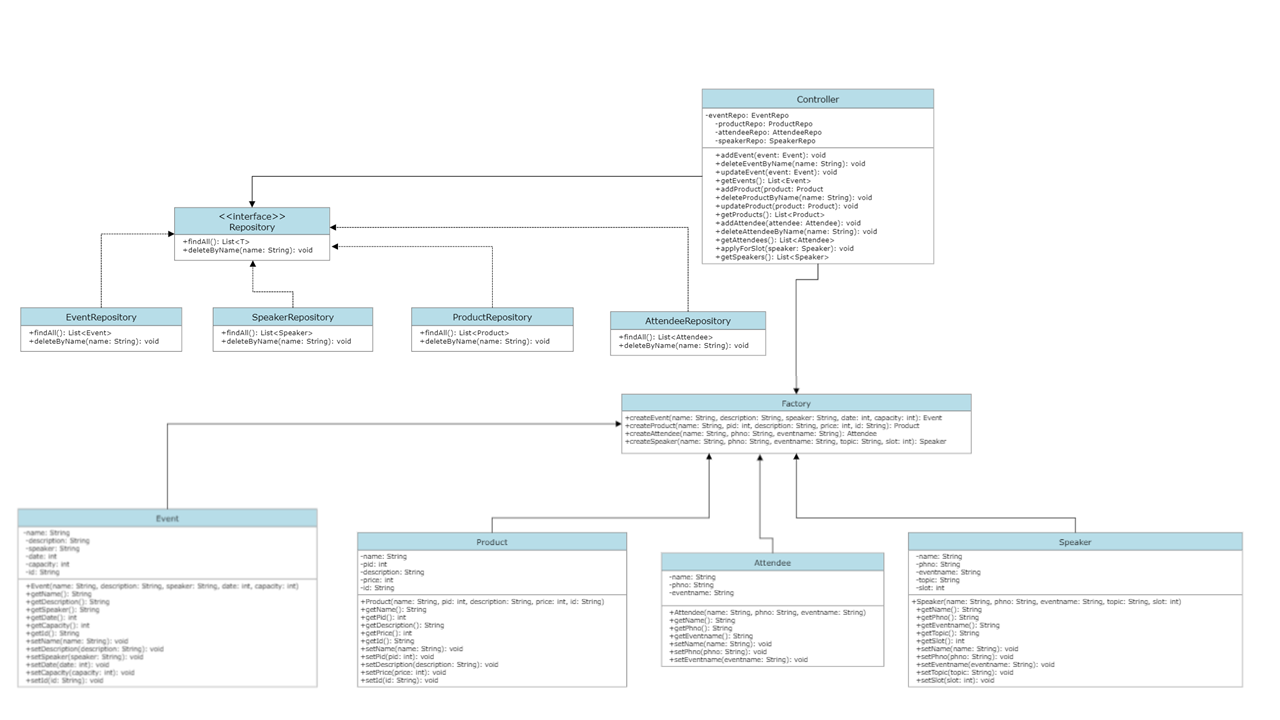 Controller
-eventRepo: EventRepo
-productRepo: ProductRepo
-attendeeRepo: AttendeeRepo
-speakerRepo: SpeakerRepo
+addEvent(event: Event): void
+deleteEventByName(name: String): void
+updateEvent(event: Event): void
+getEvents(): List<Event>
+addProduct(product: Product
+deleteProductByName(name: String): void
+updateProduct(product: Product): void
+getProducts(): List<Product>
+addAttendee(attendee: Attendee): void
+deleteAttendeeByName(name: String): void
+getAttendees(): List<Attendee>
+applyForSlot(speaker: Speaker): void
+getSpeakers(): List<Speaker>
<<interface>>
Repository
+findAll(): List<T>
+deleteByName(name: String): void
EventRepository
+findAll(): List<Event>
+deleteByName(name: String): void
SpeakerRepository
+findAll(): List<Speaker>
+deleteByName(name: String): void
ProductRepository
+findAll(): List<Product>
+deleteByName(name: String): void
AttendeeRepository
+findAll(): List<Attendee>
+deleteByName(name: String): void
Factory
+createEvent(name: String, description: String, speaker: String, date: int, capacity: int): Event
+createProduct(name: String, pid: int, description: String, price: int, id: String): Product
+createAttendee(name: String, phno: String, eventname: String): Attendee
+createSpeaker(name: String, phno: String, eventname: String, topic: String, slot: int): Speaker
Event
-name: String
-description: String
-speaker: String
-date: int
-capacity: int
-id: String
+Event(name: String, description: String, speaker: String, date: int, capacity: int)
+getName(): String
+getDescription(): String
+getSpeaker(): String
+getDate(): int
+getCapacity(): int
+getId(): String
+setName(name: String): void
+setDescription(description: String): void
+setSpeaker(speaker: String): void
+setDate(date: int): void
+setCapacity(capacity: int): void
+setId(id: String): void
Product
-name: String
-pid: int
-description: String
-price: int
-id: String
+Product(name: String, pid: int, description: String, price: int, id: String)
+getName(): String
+getPid(): int
+getDescription(): String
+getPrice(): int
+getId(): String
+setName(name: String): void
+setPid(pid: int): void
+setDescription(description: String): void
+setPrice(price: int): void
+setId(id: String): void
Attendee
-name: String
-phno: String
-eventname: String
+Attendee(name: String, phno: String, eventname: String)
+getName(): String
+getPhno(): String
+getEventname(): String
+setName(name: String): void
+setPhno(phno: String): void
+setEventname(eventname: String): void
Speaker
-name: String
-phno: String
-eventname: String
-topic: String
-slot: int
+Speaker(name: String, phno: String, eventname: String, topic: String, slot: int)
+getName(): String
+getPhno(): String
+getEventname(): String
+getTopic(): String
+getSlot(): int
+setName(name: String): void
+setPhno(phno: String): void
+setEventname(eventname: String): void
+setTopic(topic: String): void
+setSlot(slot: int): void